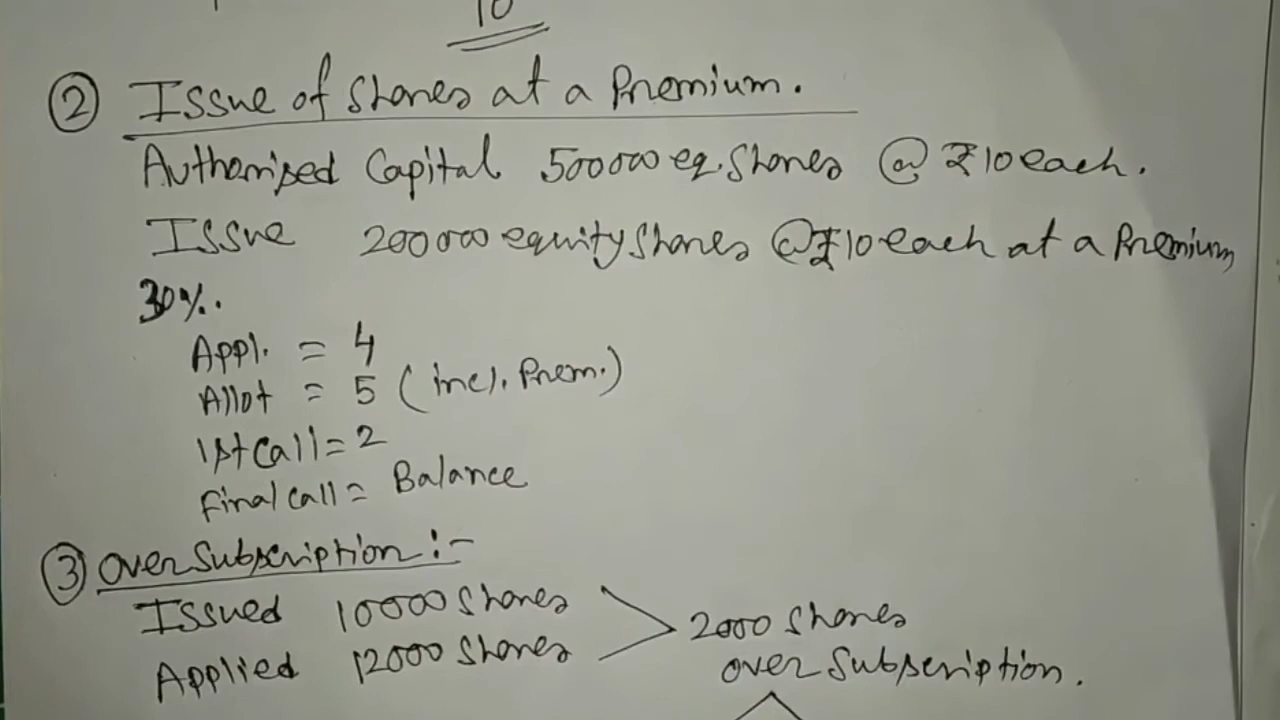 10
② Issue of Shares at a Premium.
Authorised Capital 500000 eq. Shares @ ₹10 each.
Issue 200000 equity Shares @ ₹10 each at a Premium
30%.
Appl. = 4
Allot = 5 (incl. Prem.)
1st Call = 2
Final call = Balance
③ Over Subscription :-
Issued 10000 Shares
Applied 12000 Shares
2000 Shares
over Subscription.